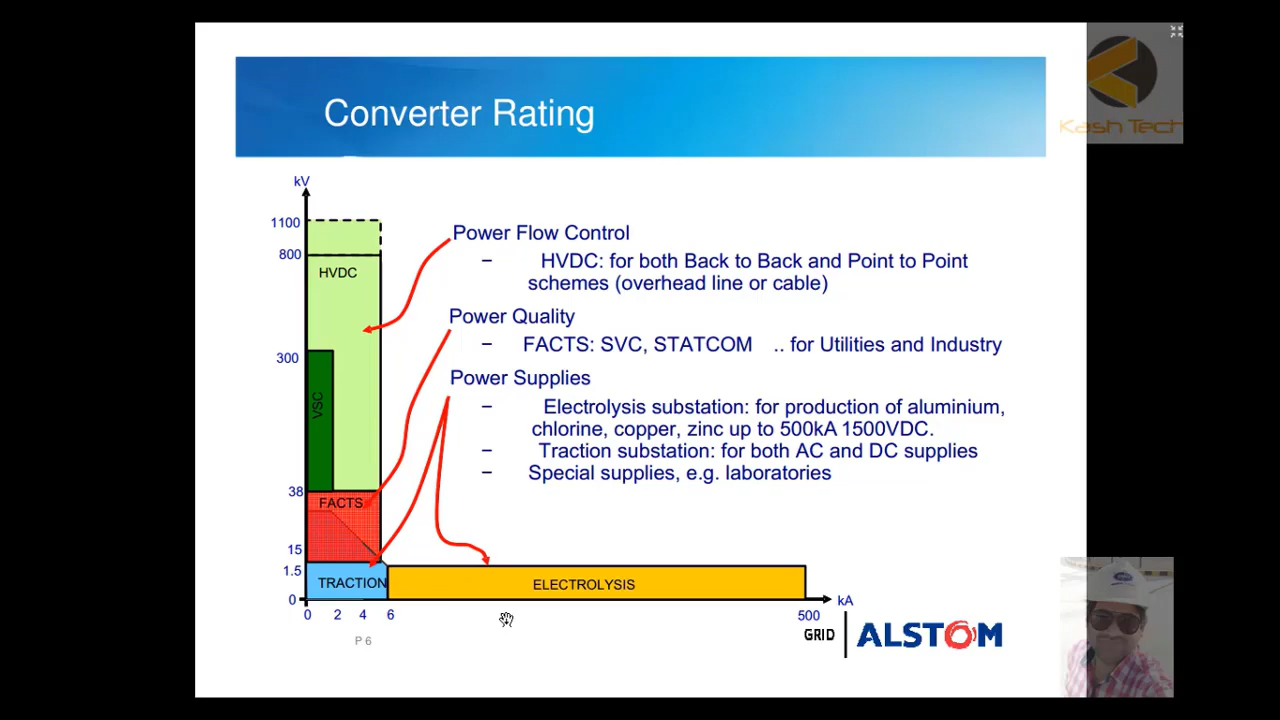 Kash Tech
Converter Rating
kV
1100
800
HVDC
300
VSC
38
FACTS
15
1.5
TRACTION
ELECTROLYSIS
0
0 2 4 6 500
kA
Power Flow Control
– HVDC: for both Back to Back and Point to Point
schemes (overhead line or cable)
Power Quality
– FACTS: SVC, STATCOM .. for Utilities and Industry
Power Supplies
– Electrolysis substation: for production of aluminium,
chlorine, copper, zinc up to 500kA 1500VDC.
– Traction substation: for both AC and DC supplies
– Special supplies, e.g. laboratories
P 6
GRID
ALSTOM